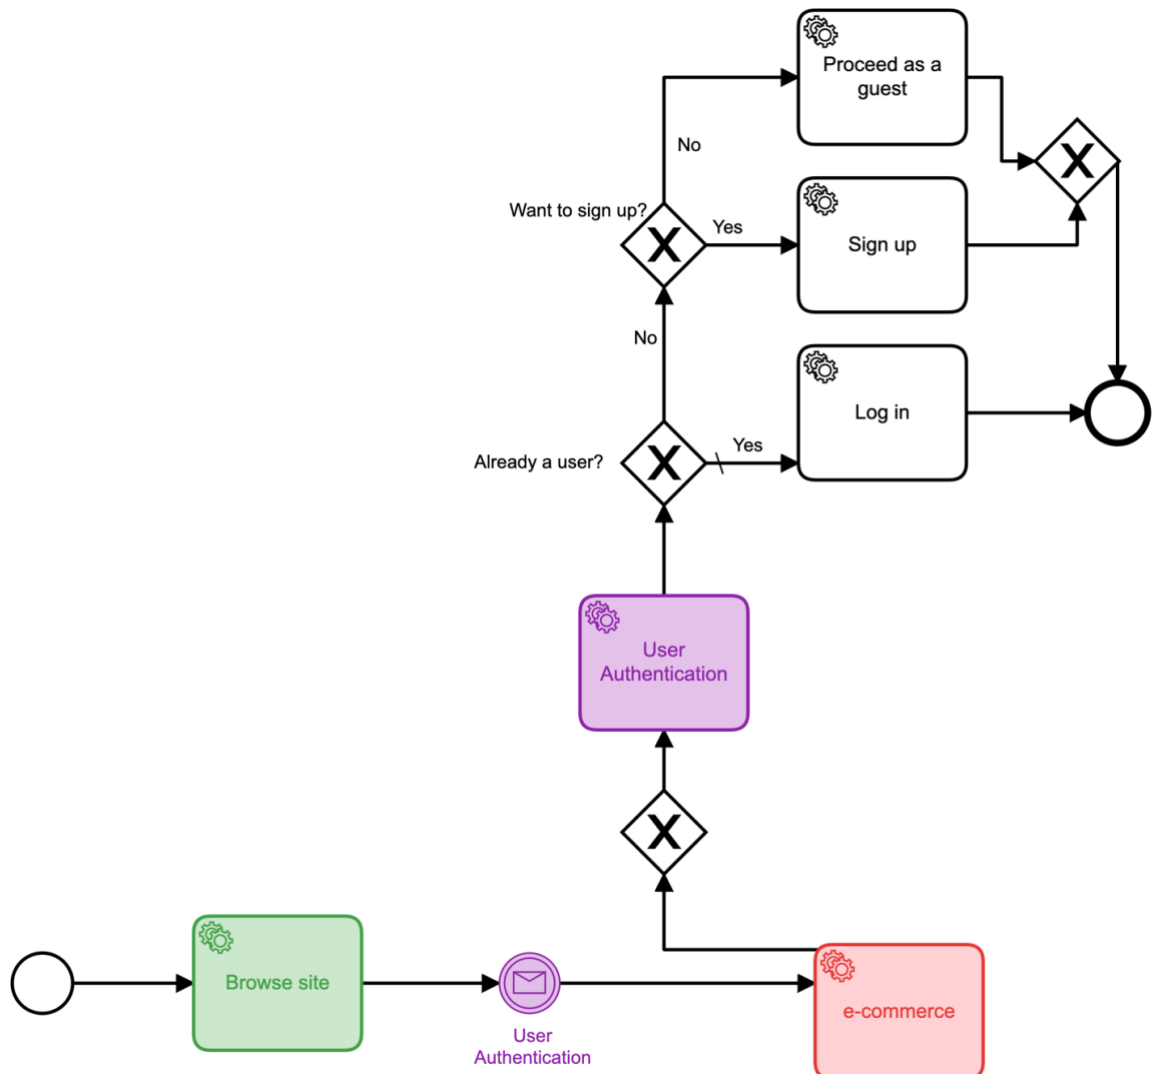 Proceed as a
guest
No
Want to sign up?
Yes
Sign up
No
Log in
Yes
Already a user?
User
Authentication
Browse site
e-commerce
User
Authentication